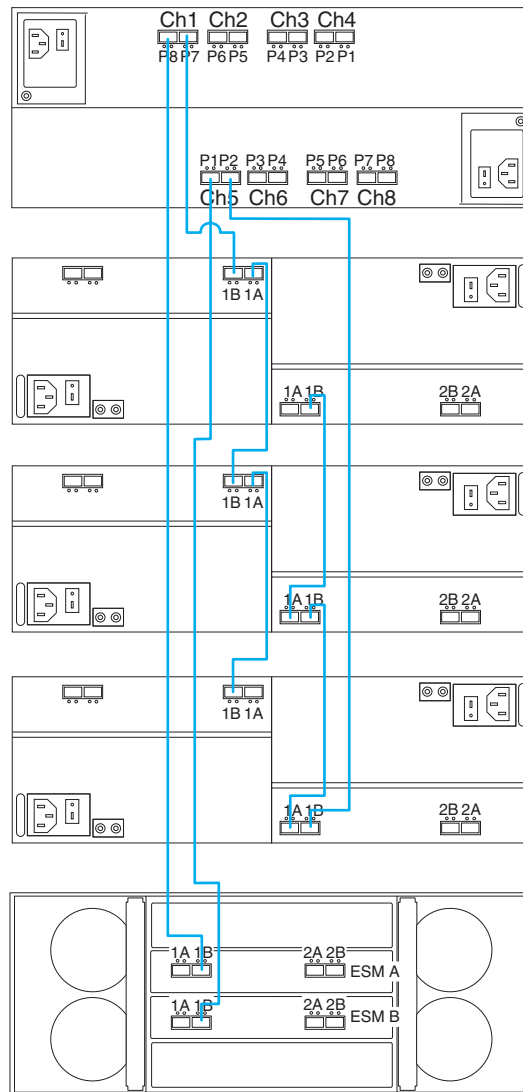 Ch1 Ch2 Ch3 Ch4
P8 P7 P6 P5 P4 P3 P2 P1
P1 P2 P3 P4 P5 P6 P7 P8
Ch5 Ch6 Ch7 Ch8
1B 1A
1A 1B 2B 2A
1B 1A
1A 1B 2B 2A
1B 1A
1A 1B 2B 2A
1A 1B 2A 2B
ESM A
1A 1B 2A 2B
ESM B